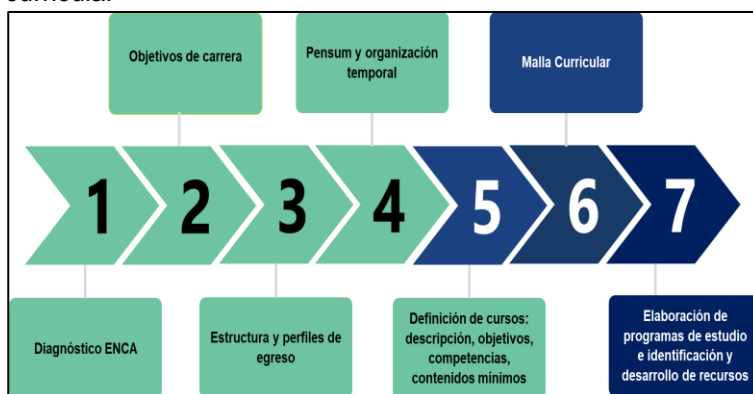 curricular
Objetivos de carrera
Pensum y organización
temporal
Malla Curricular
1
2
3
4
5
6
7
Diagnóstico ENCA
Estructura y perfiles de
egreso
Definición de cursos:
descripción, objetivos,
competencias,
contenidos mínimos
Elaboración de
programas de estudio
e identificación y
desarrollo de recursos